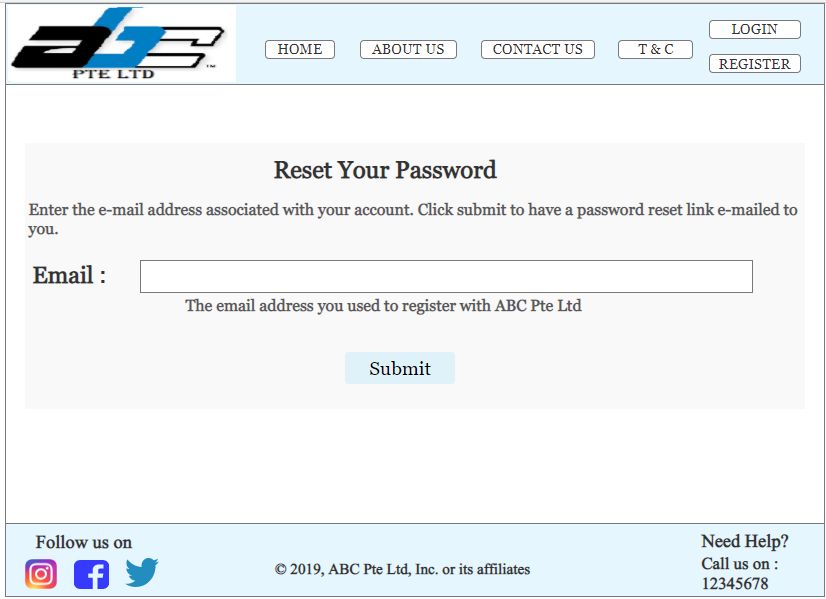 abc
PTE LTD
™
HOME
ABOUT US
CONTACT US
T & C
LOGIN
REGISTER
Reset Your Password
Enter the e-mail address associated with your account. Click submit to have a password reset link e-mailed to
you.
Email :
The email address you used to register with ABC Pte Ltd
Submit
Follow us on
© 2019, ABC Pte Ltd, Inc. or its affiliates
Need Help?
Call us on :
12345678